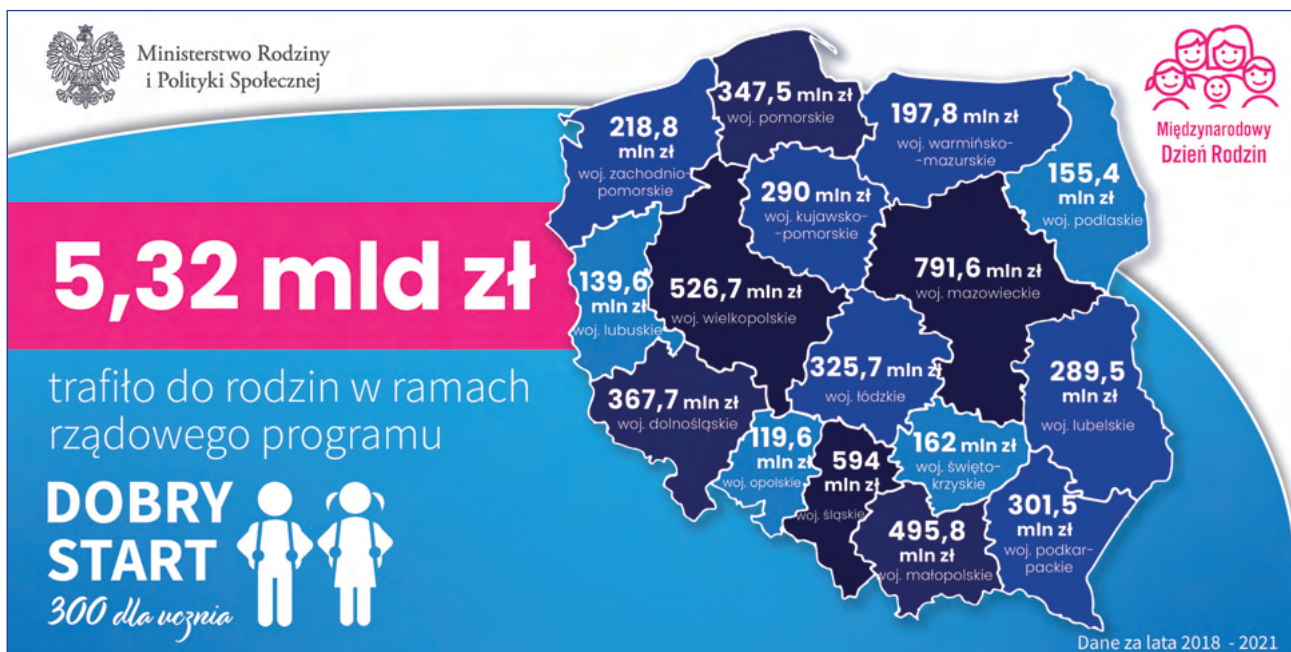 Ministerstwo Rodziny
i Polityki Społecznej
Międzynarodowy
Dzień Rodzin
5,32 mld zł
trafiło do rodzin w ramach
rządowego programu
DOBRY
START
300 dla ucznia
347,5 mln zł
woj. pomorskie
218,8
mln zł
woj. zachodnio-
pomorskie
197,8 mln zł
woj. warmińsko-
-mazurskie
155,4
mln zł
woj. podlaskie
290 mln zł
woj. kujawsko-
-pomorskie
139,6
mln zł
woj. lubuskie
526,7 mln zł
woj. wielkopolskie
791,6 mln zł
woj. mazowieckie
325,7 mln zł
woj. łódzkie
289,5
mln zł
woj. lubelskie
367,7 mln zł
woj. dolnośląskie
119,6
mln zł
woj. opolskie
594
mln zł
woj. śląskie
162 mln zł
woj. święto-
krzyskie
495,8
mln zł
woj. małopolskie
301,5
mln zł
woj. podkar-
packie
Dane za lata 2018 - 2021